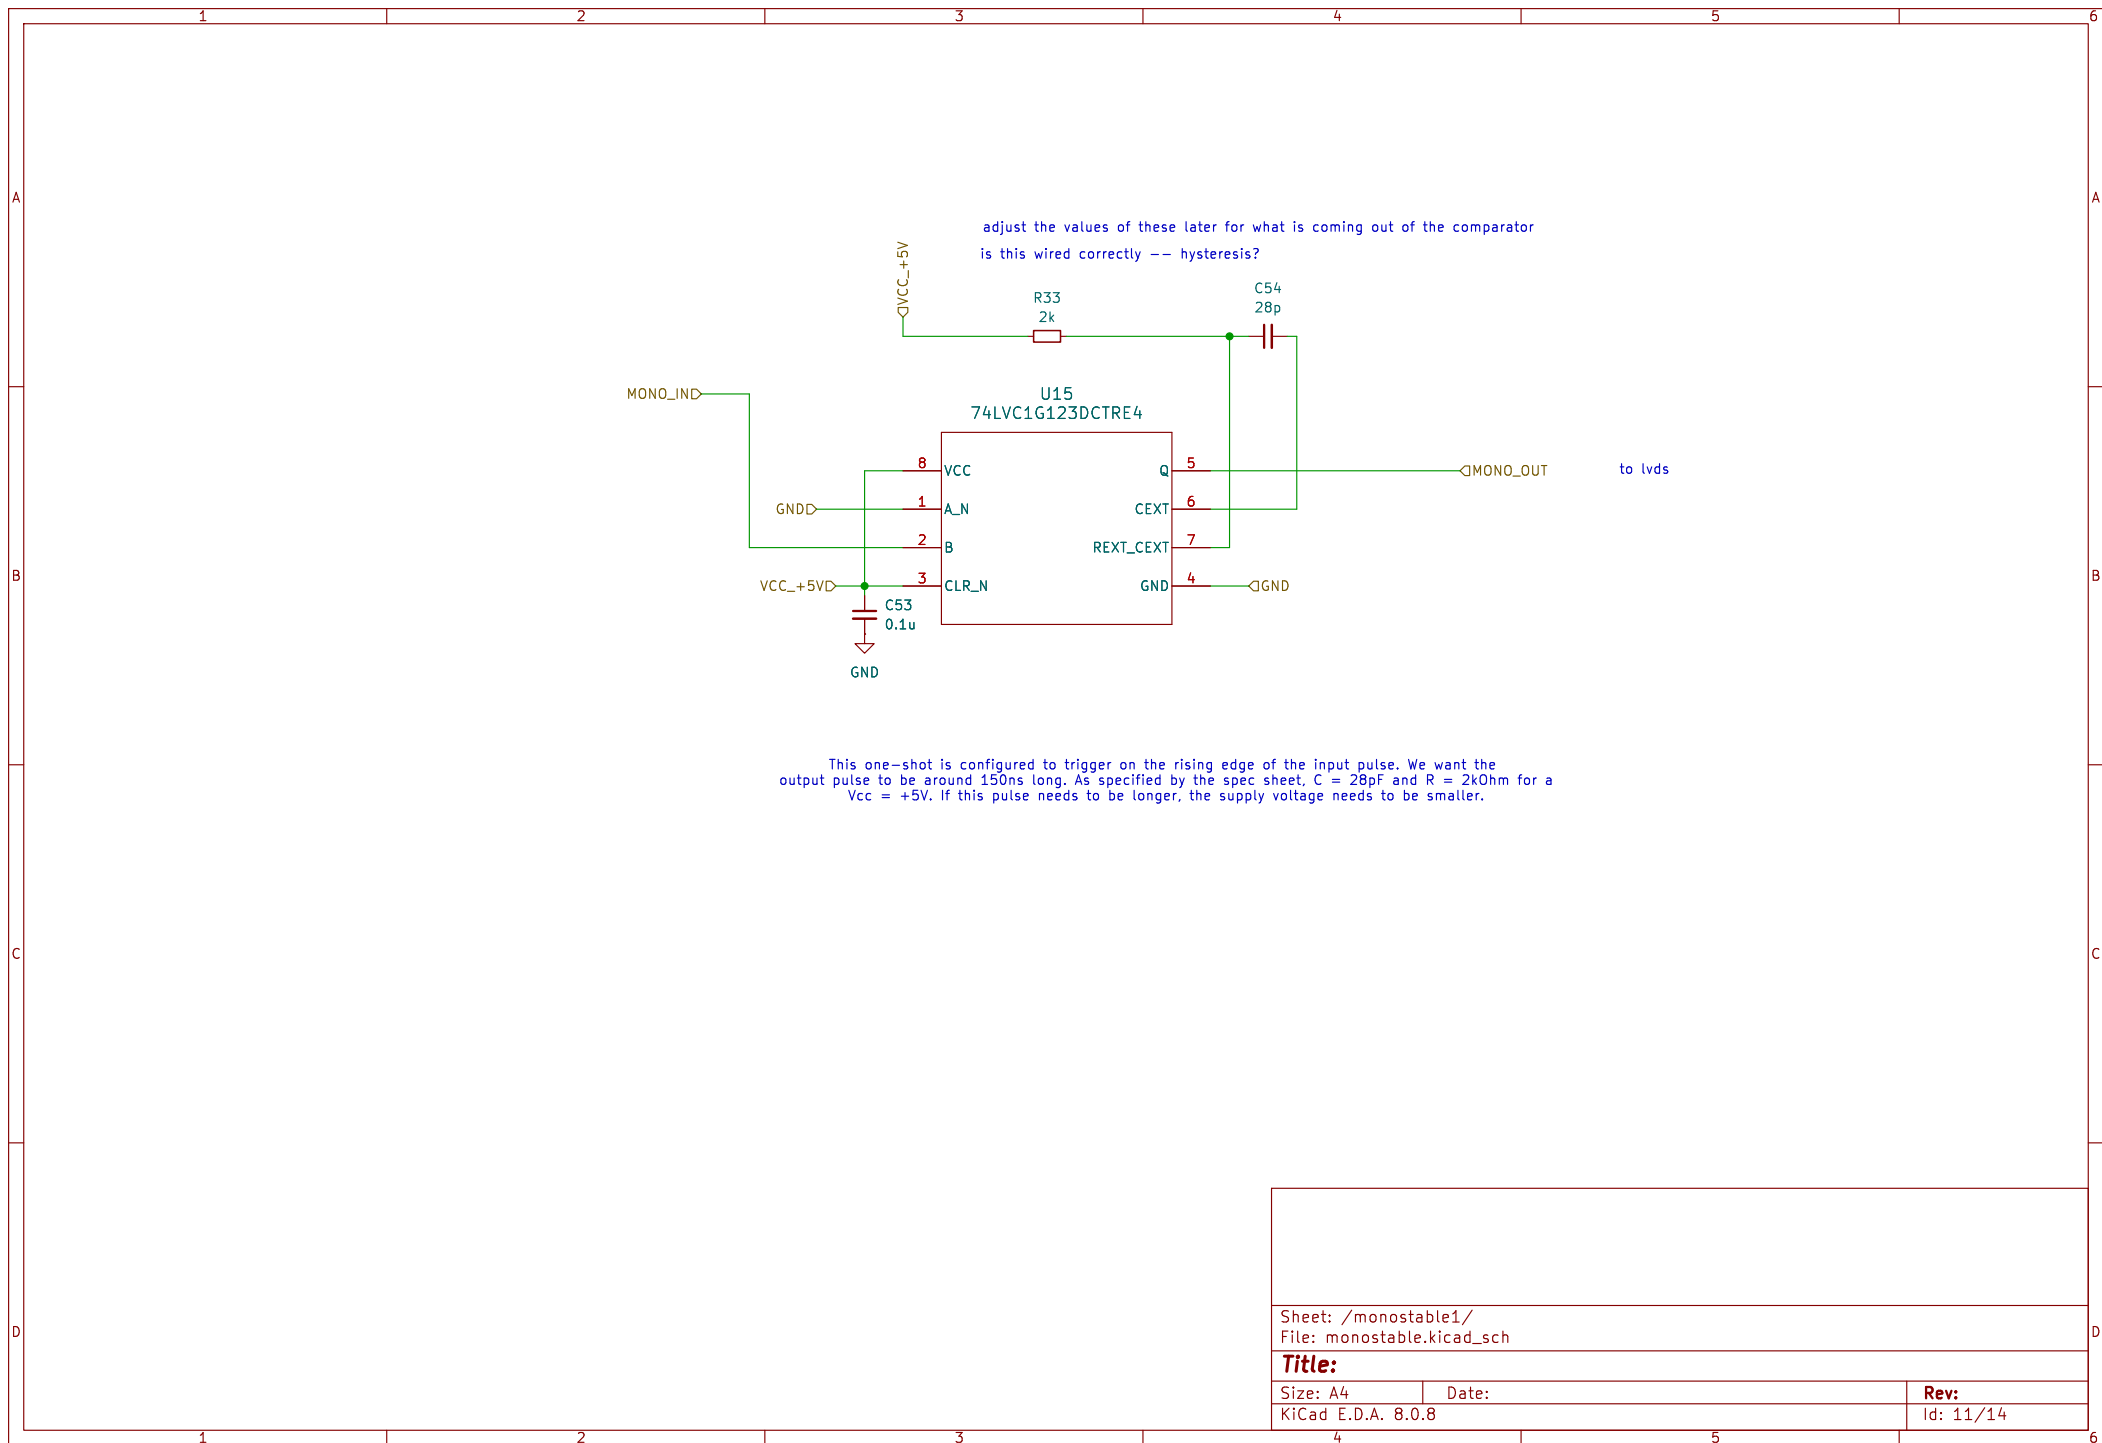 1 2 3 4 5 6
A A
adjust the values of these later for what is coming out of the comparator
is this wired correctly -- hysteresis?
VCC_+5V
C54
28p
R33
2k
MONO_IN
U15
74LVC1G123DCTRE4
8 VCC
Q 5
MONO_OUT
to lvds
GND
1 A_N
CEXT 6
2 B
REXT_CEXT 7
B B
VCC_+5V
3 CLR_N
GND 4
GND
C53
0.1u
GND
This one-shot is configured to trigger on the rising edge of the input pulse. We want the
output pulse to be around 150ns long. As specified by the spec sheet, C = 28pF and R = 2kOhm for a
Vcc = +5V. If this pulse needs to be longer, the supply voltage needs to be smaller.
C C
Sheet: /monostable1/
File: monostable.kicad_sch
D D
Title:
Size: A4 Date: Rev:
KiCad E.D.A. 8.0.8 Id: 11/14
1 2 3 4 5 6